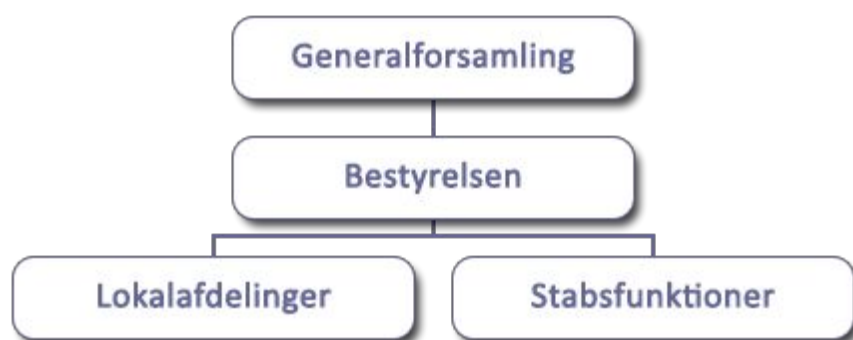 Generalforsamling
Bestyrelsen
Lokalafdelinger
Stabsfunktioner